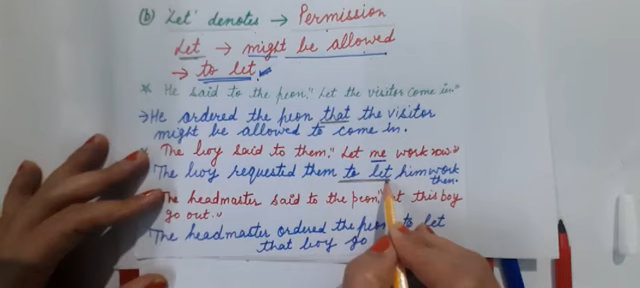 (b) 'Let' denotes → Permission
Let → might be allowed
→ to let.
* He said to the peon," Let the visitor come in"
→ He ordered the peon that the visitor
might be allowed to come in.
* The boy said to them," Let me work now."
The boy requested them to let him work
then.
The headmaster said to the peon, this boy
go out."
The headmaster ordered the peon to let
that boy go